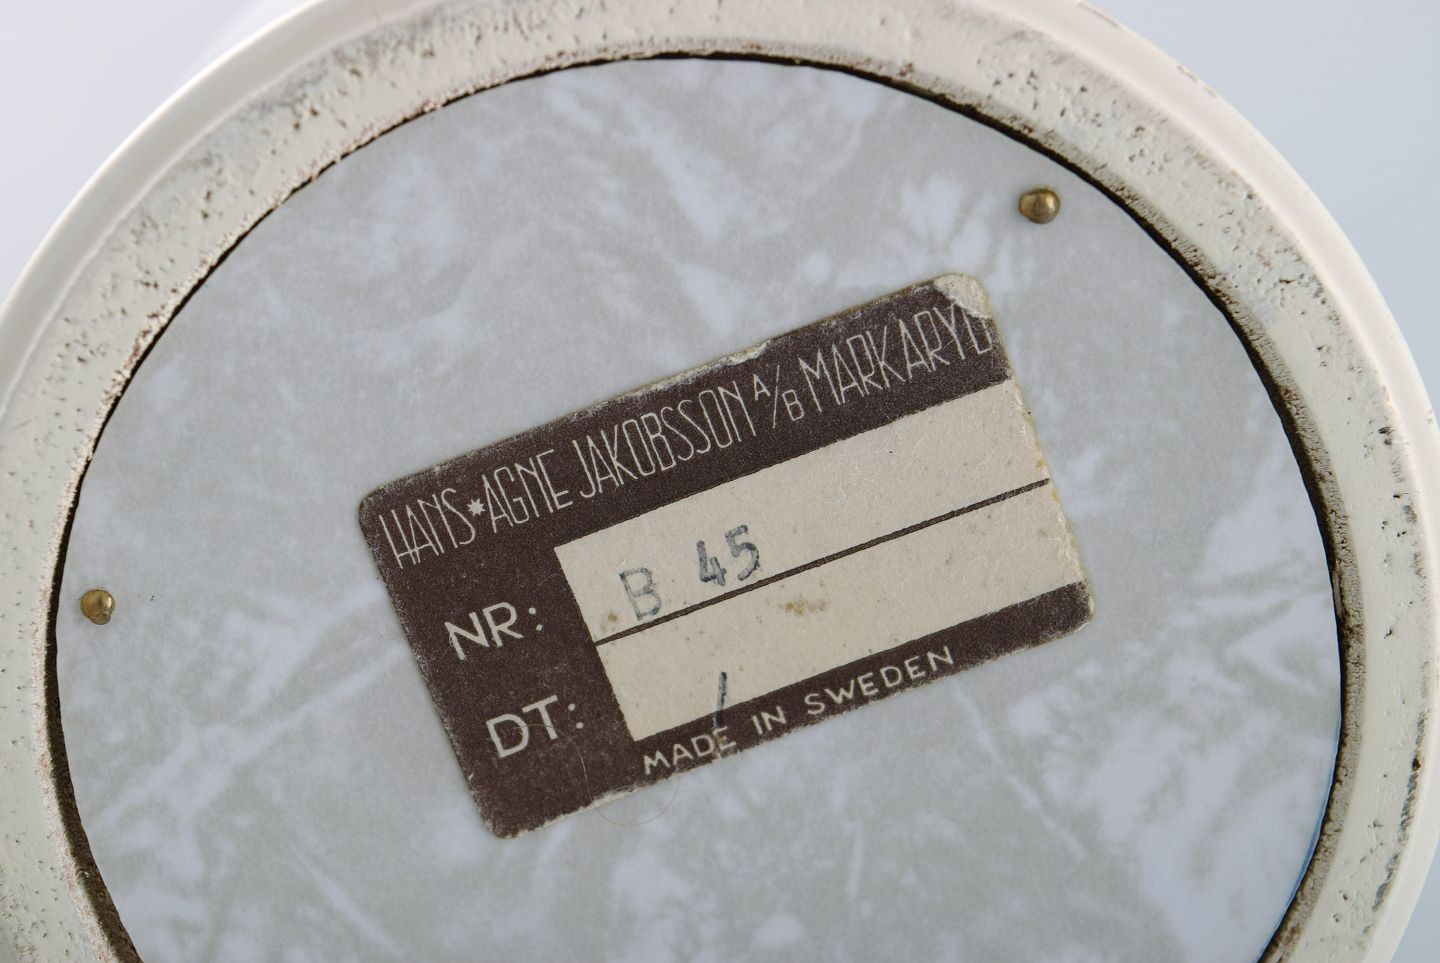 HANS*AGNE JAKOBSSON A/B MARKARYD
NR: B 45
DT: /
MADE IN SWEDEN